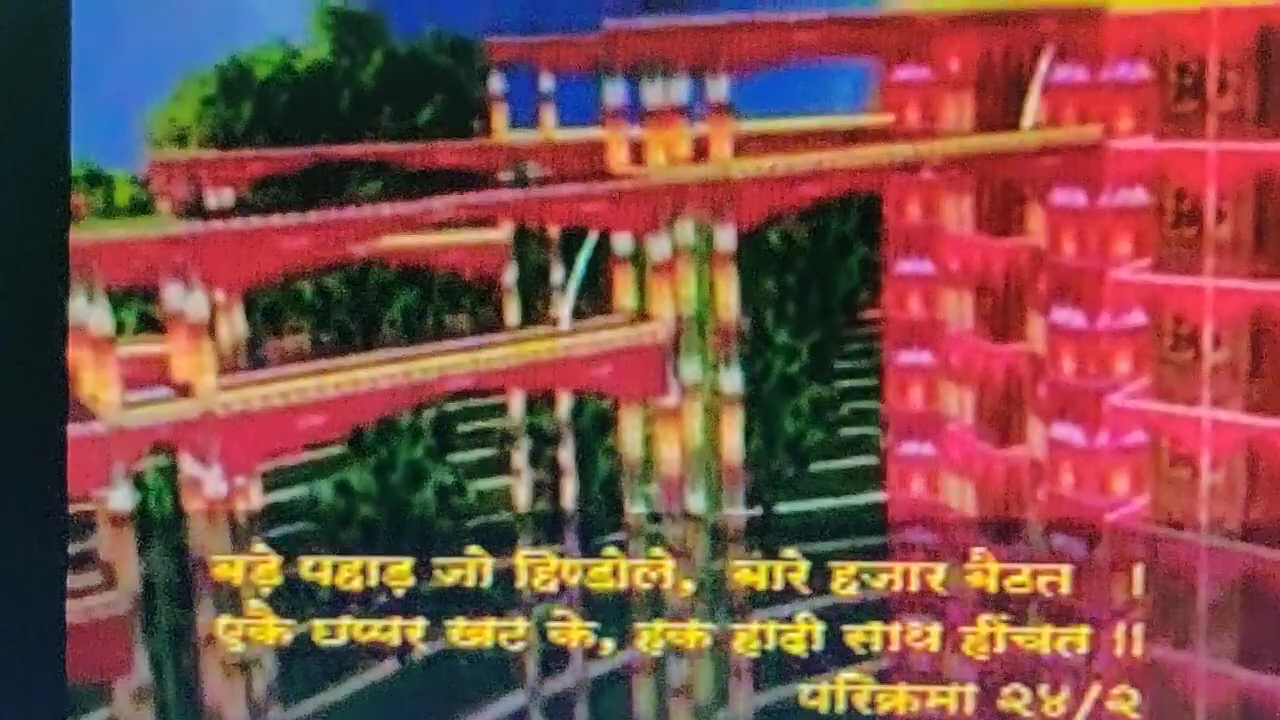 बड़े पहाड़ जो हिण्डोले, बारे हजार बैठत ।
एकै छप्पर खट के, हक हादी साथ हींचत ॥
परिक्रमा २४/२